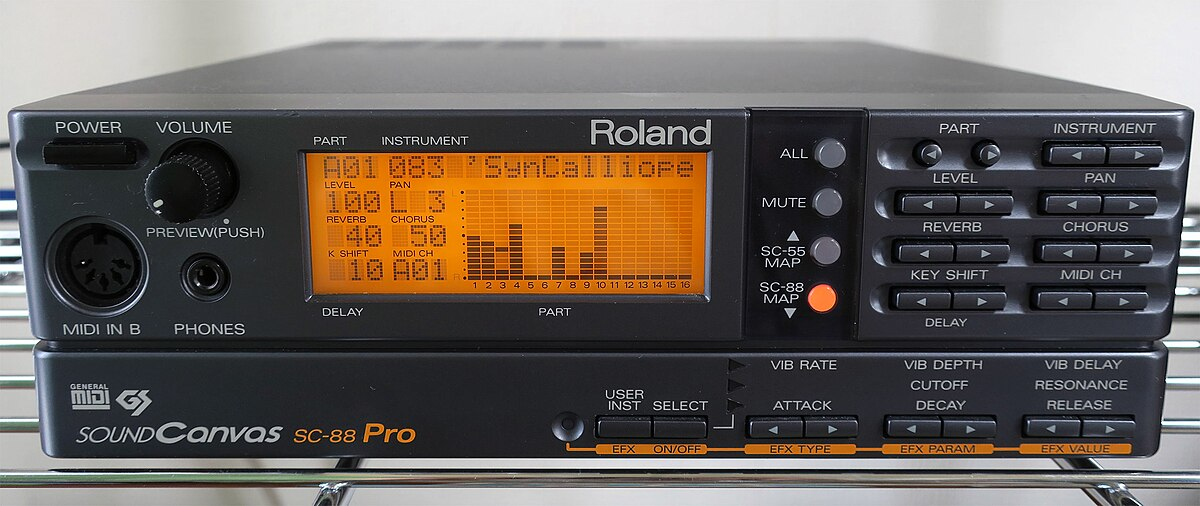 POWER VOLUME
PREVIEW(PUSH)
MIDI IN B PHONES
PART INSTRUMENT
Roland
A01 083 'SynCalliope
LEVEL PAN
100 L 3
REVERB CHORUS
40 50
K SHIFT MIDI CH
10 A01
R
1 2 3 4 5 6 7 8 9 10 11 12 13 14 15 16
DELAY PART
ALL
MUTE
SC-55
MAP
SC-88
MAP
PART INSTRUMENT
LEVEL PAN
REVERB CHORUS
KEY SHIFT MIDI CH
DELAY
GENERAL
MIDI GS
SOUND Canvas SC-88 Pro
USER
INST SELECT
EFX ON/OFF
VIB RATE VIB DEPTH VIB DELAY
CUTOFF RESONANCE
ATTACK DECAY RELEASE
EFX TYPE EFX PARAM EFX VALUE